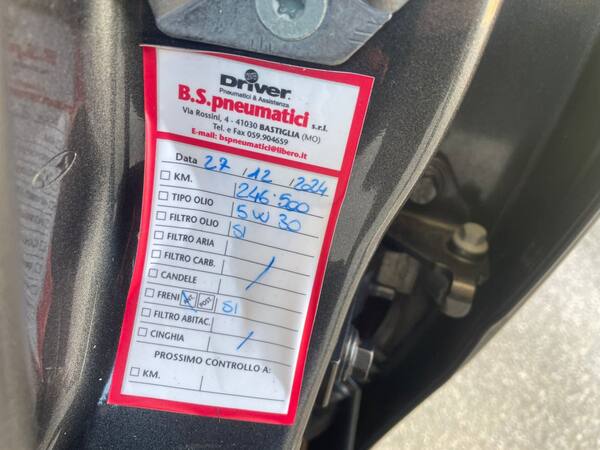 Driver
Pneumatici & Assistenza
B.S.pneumatici s.r.l.
Via Rossini, 4 - 41030 BASTIGLIA (MO)
Tel. e Fax 059.904659
E-mail: bspneumatici@libero.it
Data 27 / 12 / 2024
KM. 246.500
TIPO OLIO 5W30
FILTRO OLIO SI
FILTRO ARIA
FILTRO CARB. /
CANDELE
FRENI POST SI
FILTRO ABITAC.
CINGHIA /
PROSSIMO CONTROLLO A:
KM.